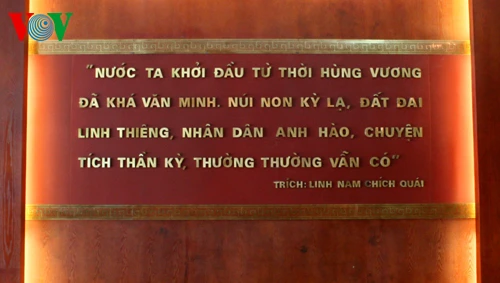 VOV
"NƯỚC TA KHỞI ĐẦU TỪ THỜI HÙNG VƯƠNG
ĐÃ KHÁ VĂN MINH. NÚI NON KỲ LẠ, ĐẤT ĐAI
LINH THIÊNG, NHÂN DÂN ANH HÀO, CHUYỆN
TÍCH THẦN KỲ, THƯỜNG THƯỜNG VẪN CÓ"
TRÍCH: LĨNH NAM CHÍCH QUÁI